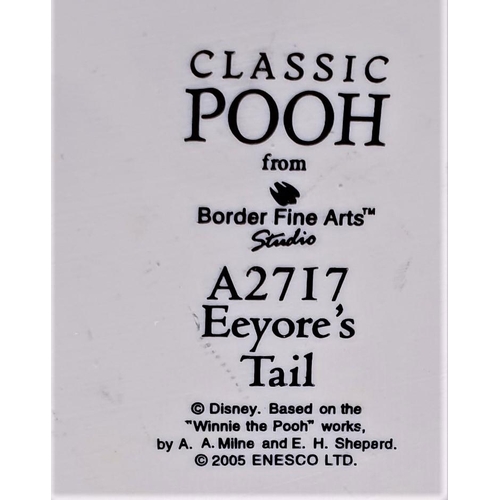 CLASSIC
POOH
from
Border Fine Arts™
Studio
A2717
Eeyore's
Tail
© Disney. Based on the
"Winnie the Pooh" works,
by A. A. Milne and E. H. Sheperd.
© 2005 ENESCO LTD.